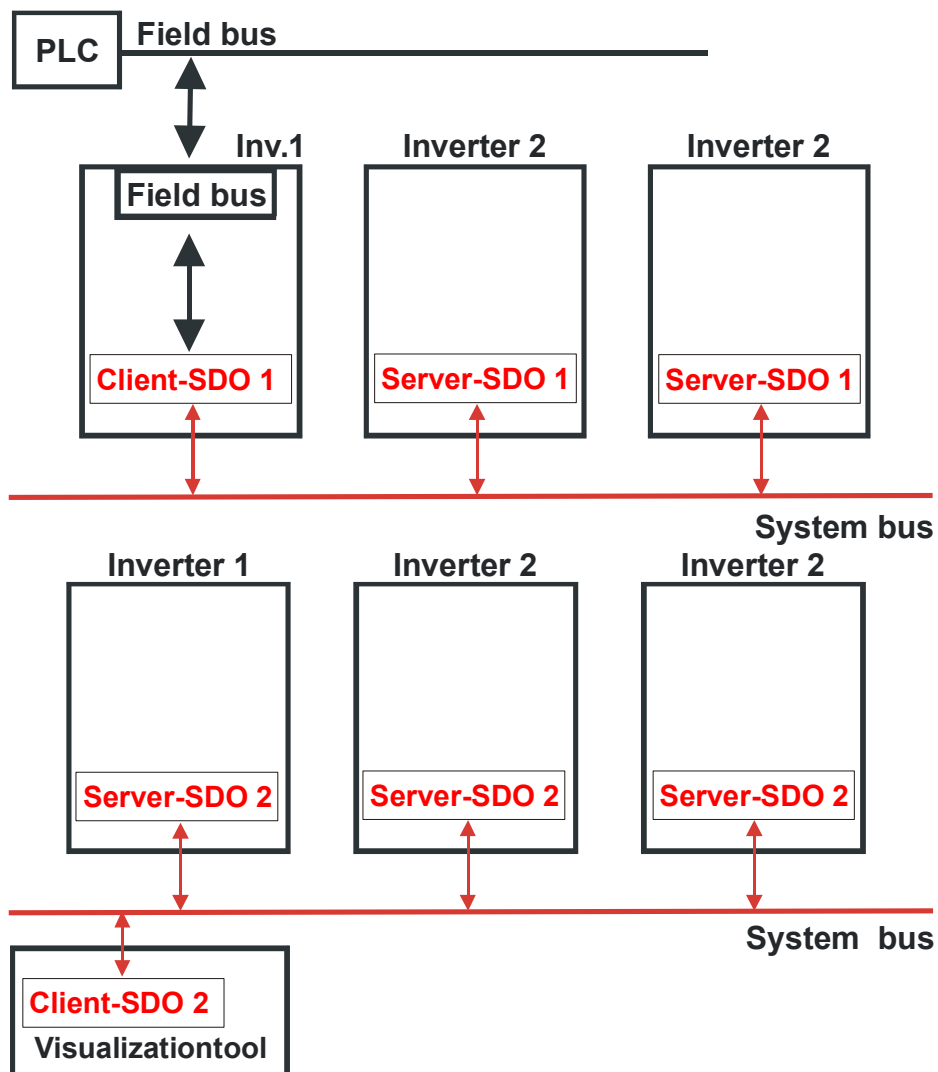 PLC
Field bus
Inv.1
Inverter 2
Inverter 2
Field bus
Client-SDO 1
Server-SDO 1
Server-SDO 1
System bus
Inverter 1
Inverter 2
Inverter 2
Server-SDO 2
Server-SDO 2
Server-SDO 2
System bus
Client-SDO 2
Visualizationtool